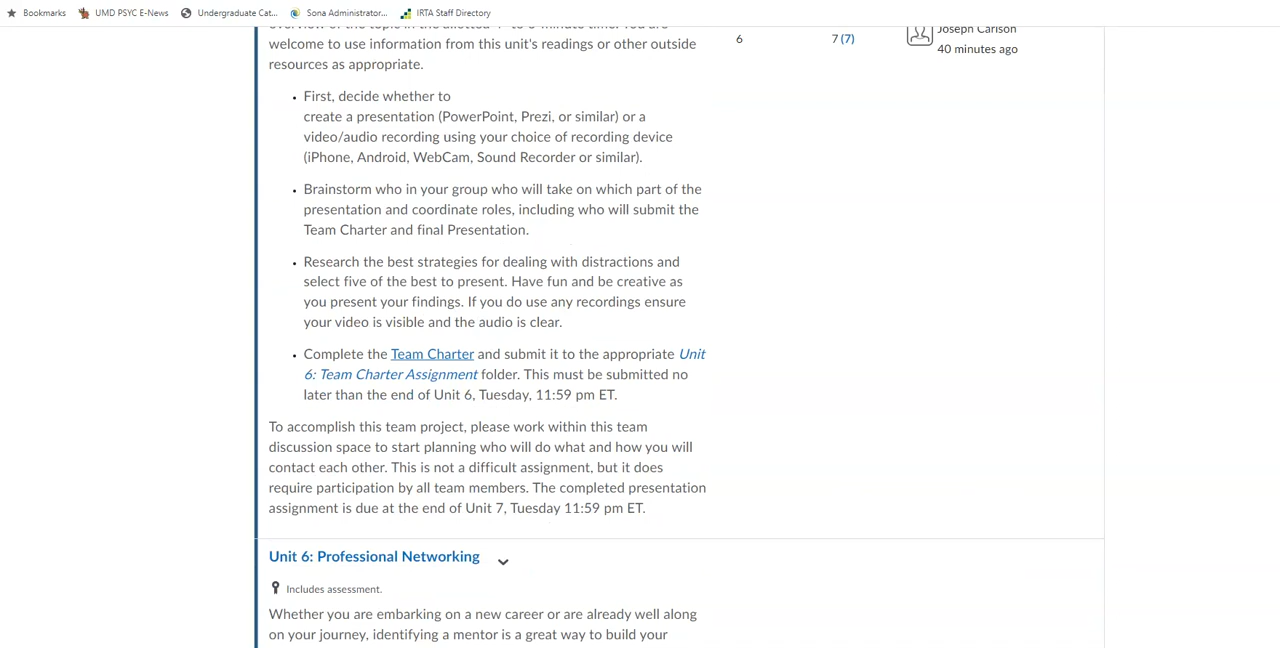 Bookmarks UMD PSYC E-News Undergraduate Cat... Sona Administrator... IRTA Staff Directory
overview of the topic in the allotted
welcome to use information from this unit's readings or other outside
resources as appropriate.
6 7 (7) Joseph Carlson
40 minutes ago
• First, decide whether to
create a presentation (PowerPoint, Prezi, or similar) or a
video/audio recording using your choice of recording device
(iPhone, Android, WebCam, Sound Recorder or similar).
• Brainstorm who in your group who will take on which part of the
presentation and coordinate roles, including who will submit the
Team Charter and final Presentation.
• Research the best strategies for dealing with distractions and
select five of the best to present. Have fun and be creative as
you present your findings. If you do use any recordings ensure
your video is visible and the audio is clear.
• Complete the Team Charter and submit it to the appropriate Unit
6: Team Charter Assignment folder. This must be submitted no
later than the end of Unit 6, Tuesday, 11:59 pm ET.
To accomplish this team project, please work within this team
discussion space to start planning who will do what and how you will
contact each other. This is not a difficult assignment, but it does
require participation by all team members. The completed presentation
assignment is due at the end of Unit 7, Tuesday 11:59 pm ET.
Unit 6: Professional Networking
Includes assessment.
Whether you are embarking on a new career or are already well along
on your journey, identifying a mentor is a great way to build your